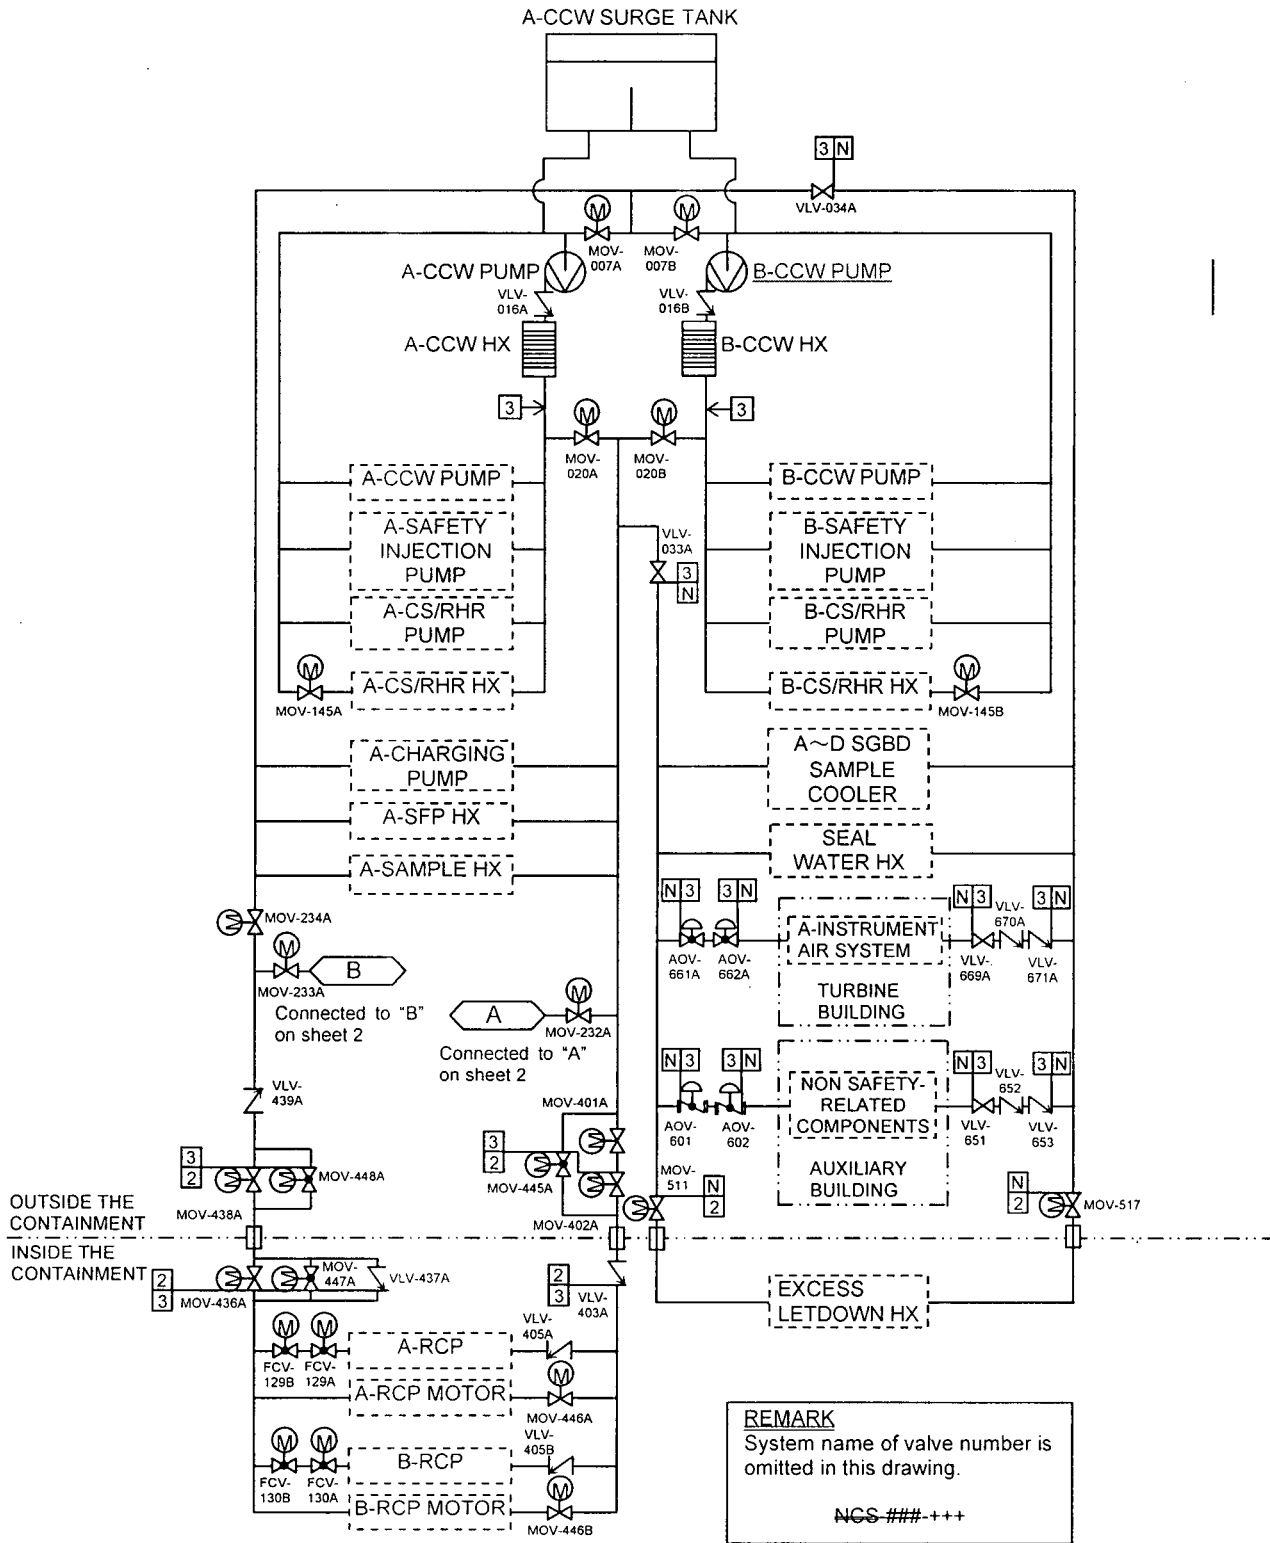 A-CCW SURGE TANK
3 N
VLV-034A
M
M
MOV-
007A
MOV-
007B
A-CCW PUMP
B-CCW PUMP
VLV-
016A
VLV-
016B
A-CCW HX
B-CCW HX
3
M
M
3
MOV-
020A
MOV-
020B
A-CCW PUMP
B-CCW PUMP
A-SAFETY
INJECTION
PUMP
VLV-
033A
3
N
B-SAFETY
INJECTION
PUMP
A-CS/RHR
PUMP
B-CS/RHR
PUMP
M
A-CS/RHR HX
MOV-145A
B-CS/RHR HX
M
MOV-145B
A-CHARGING
PUMP
A~D SGBD
SAMPLE
COOLER
A-SFP HX
SEAL
WATER HX
A-SAMPLE HX
N 3
3 N
N 3
VLV-
670A
3 N
M
MOV-234A
A-INSTRUMENT
AIR SYSTEM
AOV-
661A
AOV-
662A
VLV-.
669A
VLV-
671A
M
MOV-233A
B
Connected to "B"
on sheet 2
TURBINE
BUILDING
A
M
MOV-232A
Connected to "A"
on sheet 2
N 3
3 N
N 3
VLV-
652
3 N
VLV-
439A
MOV-401A
NON SAFETY-
RELATED
COMPONENTS
AOV-
601
AOV-
602
VLV-
651
VLV-
653
3
2
M
M
MOV-448A
MOV-438A
3
2
M
M
M
MOV-445A
MOV-402A
MOV-
511
M
N
2
AUXILIARY
BUILDING
N
2
M
MOV-517
OUTSIDE THE
CONTAINMENT
INSIDE THE
CONTAINMENT
2
3
M
M
MOV-
447A
VLV-437A
MOV-436A
2
3
VLV-
403A
EXCESS
LETDOWN HX
M
M
FCV-
129B
FCV-
129A
A-RCP
VLV-
405A
A-RCP MOTOR
M
MOV-446A
M
M
FCV-
130B
FCV-
130A
B-RCP
VLV-
405B
B-RCP MOTOR
M
MOV-446B
REMARK
System name of valve number is
omitted in this drawing.
NCS-###-+++